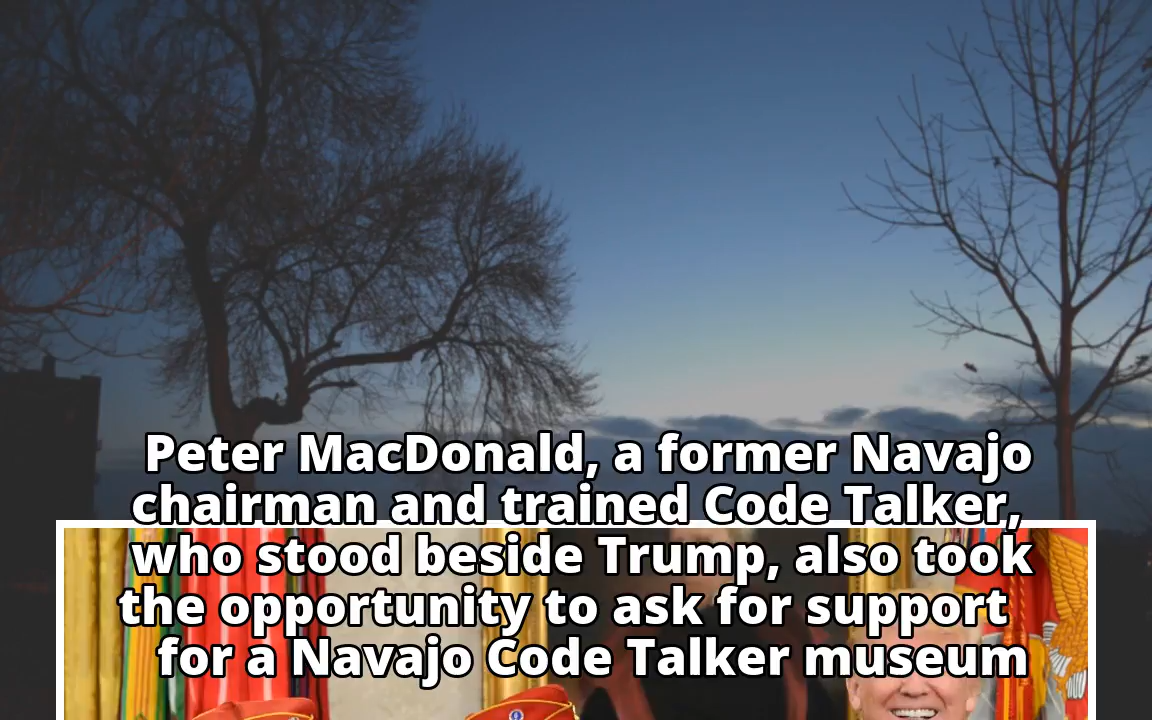 Peter MacDonald, a former Navajo
chairman and trained Code Talker,
who stood beside Trump, also took
the opportunity to ask for support
for a Navajo Code Talker museum